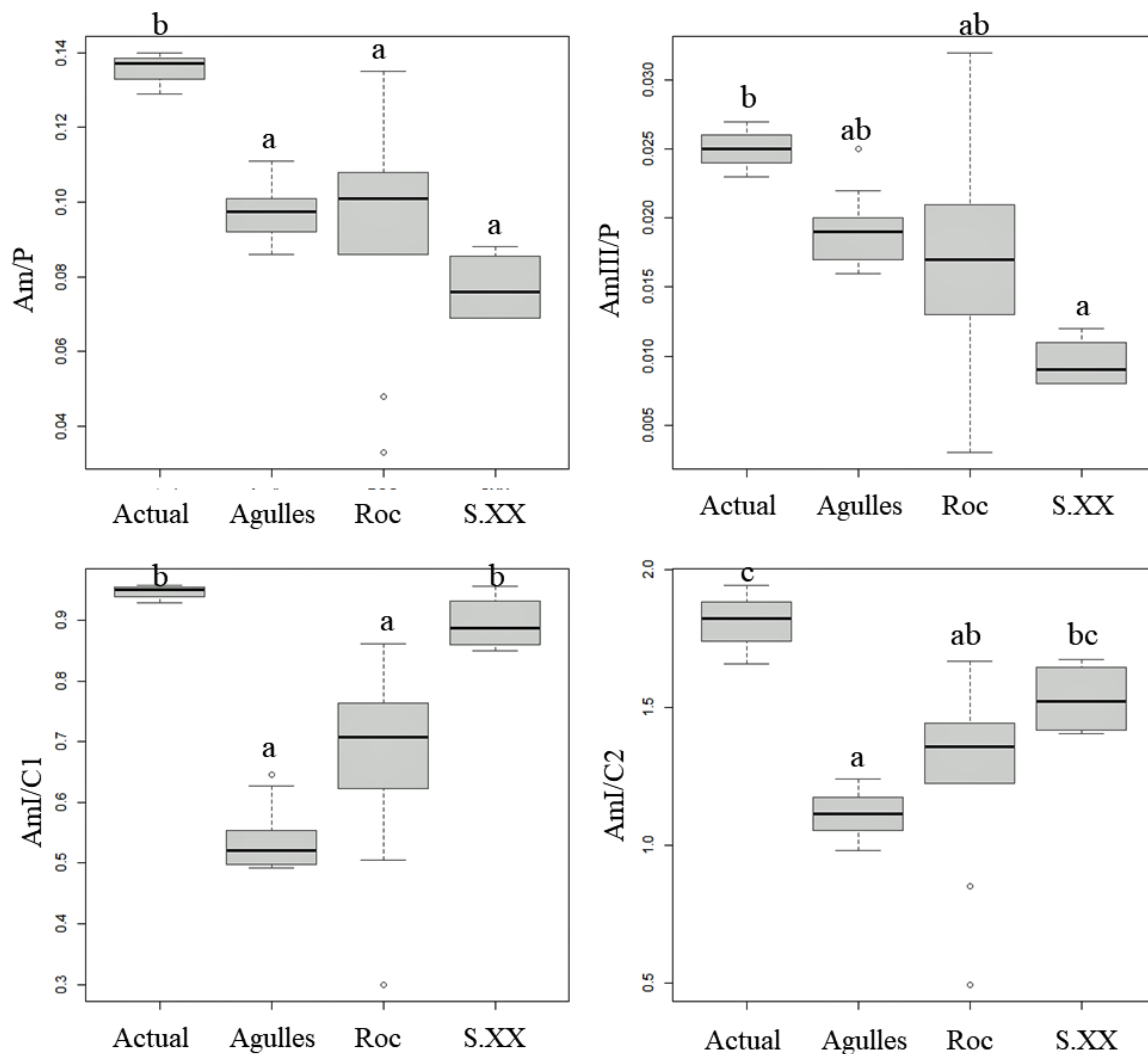 b
a
a
a
Am/P
0.14
0.12
0.10
0.08
0.06
0.04
Actual Agulles Roc S.XX
ab
b
ab
a
AmIII/P
0.030
0.025
0.020
0.015
0.010
0.005
Actual Agulles Roc S.XX
b
b
a
a
AmI/C1
0.9
0.8
0.7
0.6
0.5
0.4
0.3
Actual Agulles Roc S.XX
c
ab
bc
a
AmI/C2
2.0
1.5
1.0
0.5
Actual Agulles Roc S.XX